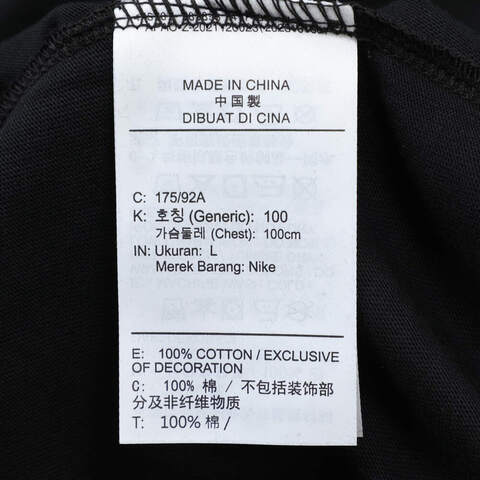 MADE IN CHINA
中国製
DIBUAT DI CINA
C: 175/92A
K: 호칭 (Generic): 100
가슴둘레 (Chest): 100cm
IN: Ukuran: L
Merek Barang: Nike
E: 100% COTTON / EXCLUSIVE
OF DECORATION
C: 100% 棉 / 不包括装饰部
分及非纤维物质
T: 100% 棉 /